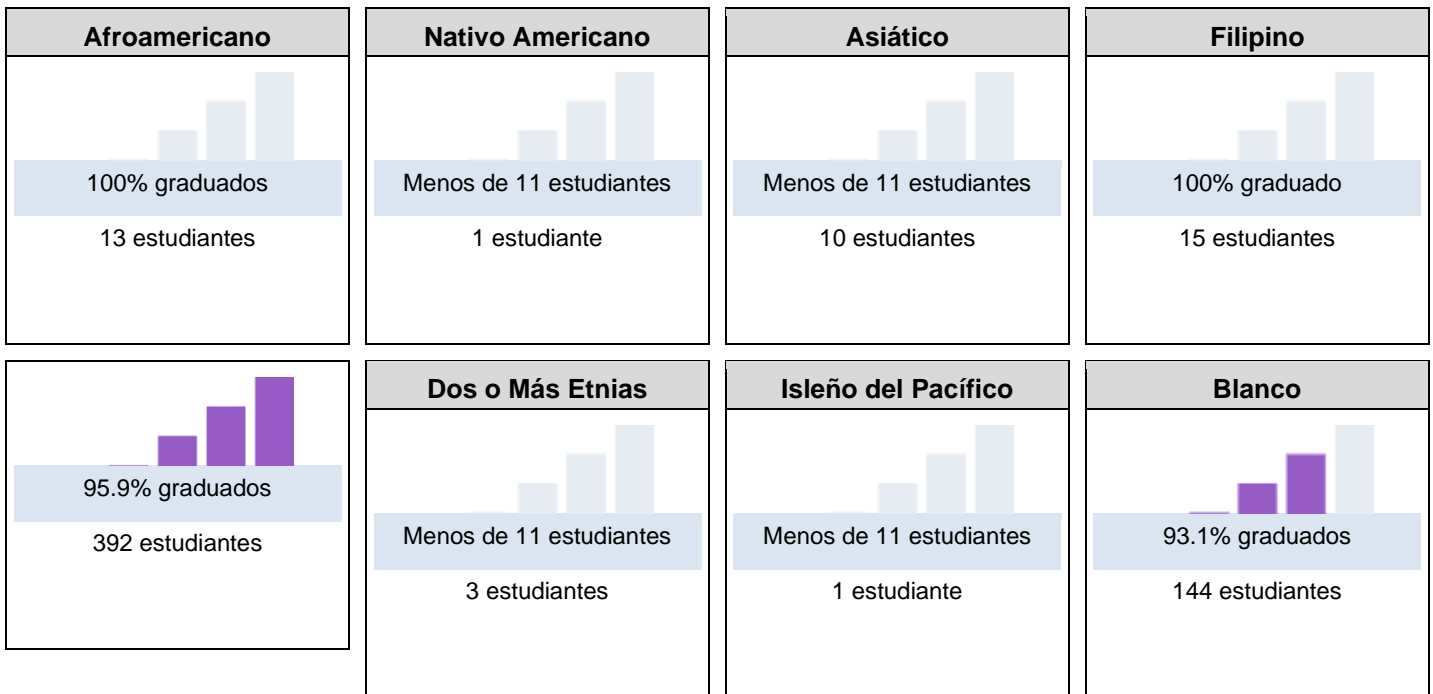 Afroamericano
100% graduados
13 estudiantes
Nativo Americano
Menos de 11 estudiantes
1 estudiante
Asiático
Menos de 11 estudiantes
10 estudiantes
Filipino
100% graduado
15 estudiantes
95.9% graduados
392 estudiantes
Dos o Más Etnias
Menos de 11 estudiantes
3 estudiantes
Isleño del Pacífico
Menos de 11 estudiantes
1 estudiante
Blanco
93.1% graduados
144 estudiantes